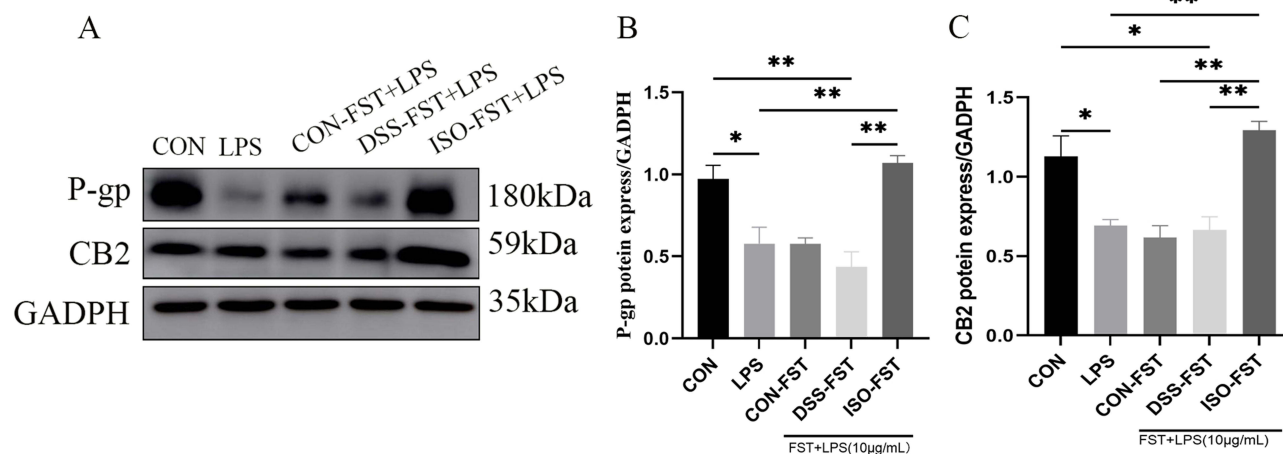 A
CON LPS CON-FST+LPS DSS-FST+LPS ISO-FST+LPS
P-gp 180kDa
CB2 59kDa
GADPH 35kDa
B
P-gp potein express/GADPH
1.5
1.0
0.5
0.0
**
**
*
**
CON LPS CON-FST DSS-FST ISO-FST
FST+LPS(10μg/mL)
C
CB2 potein express/GADPH
1.5
1.0
0.5
0.0
**
*
**
**
*
CON LPS CON-FST DSS-FST ISO-FST
FST+LPS(10μg/mL)